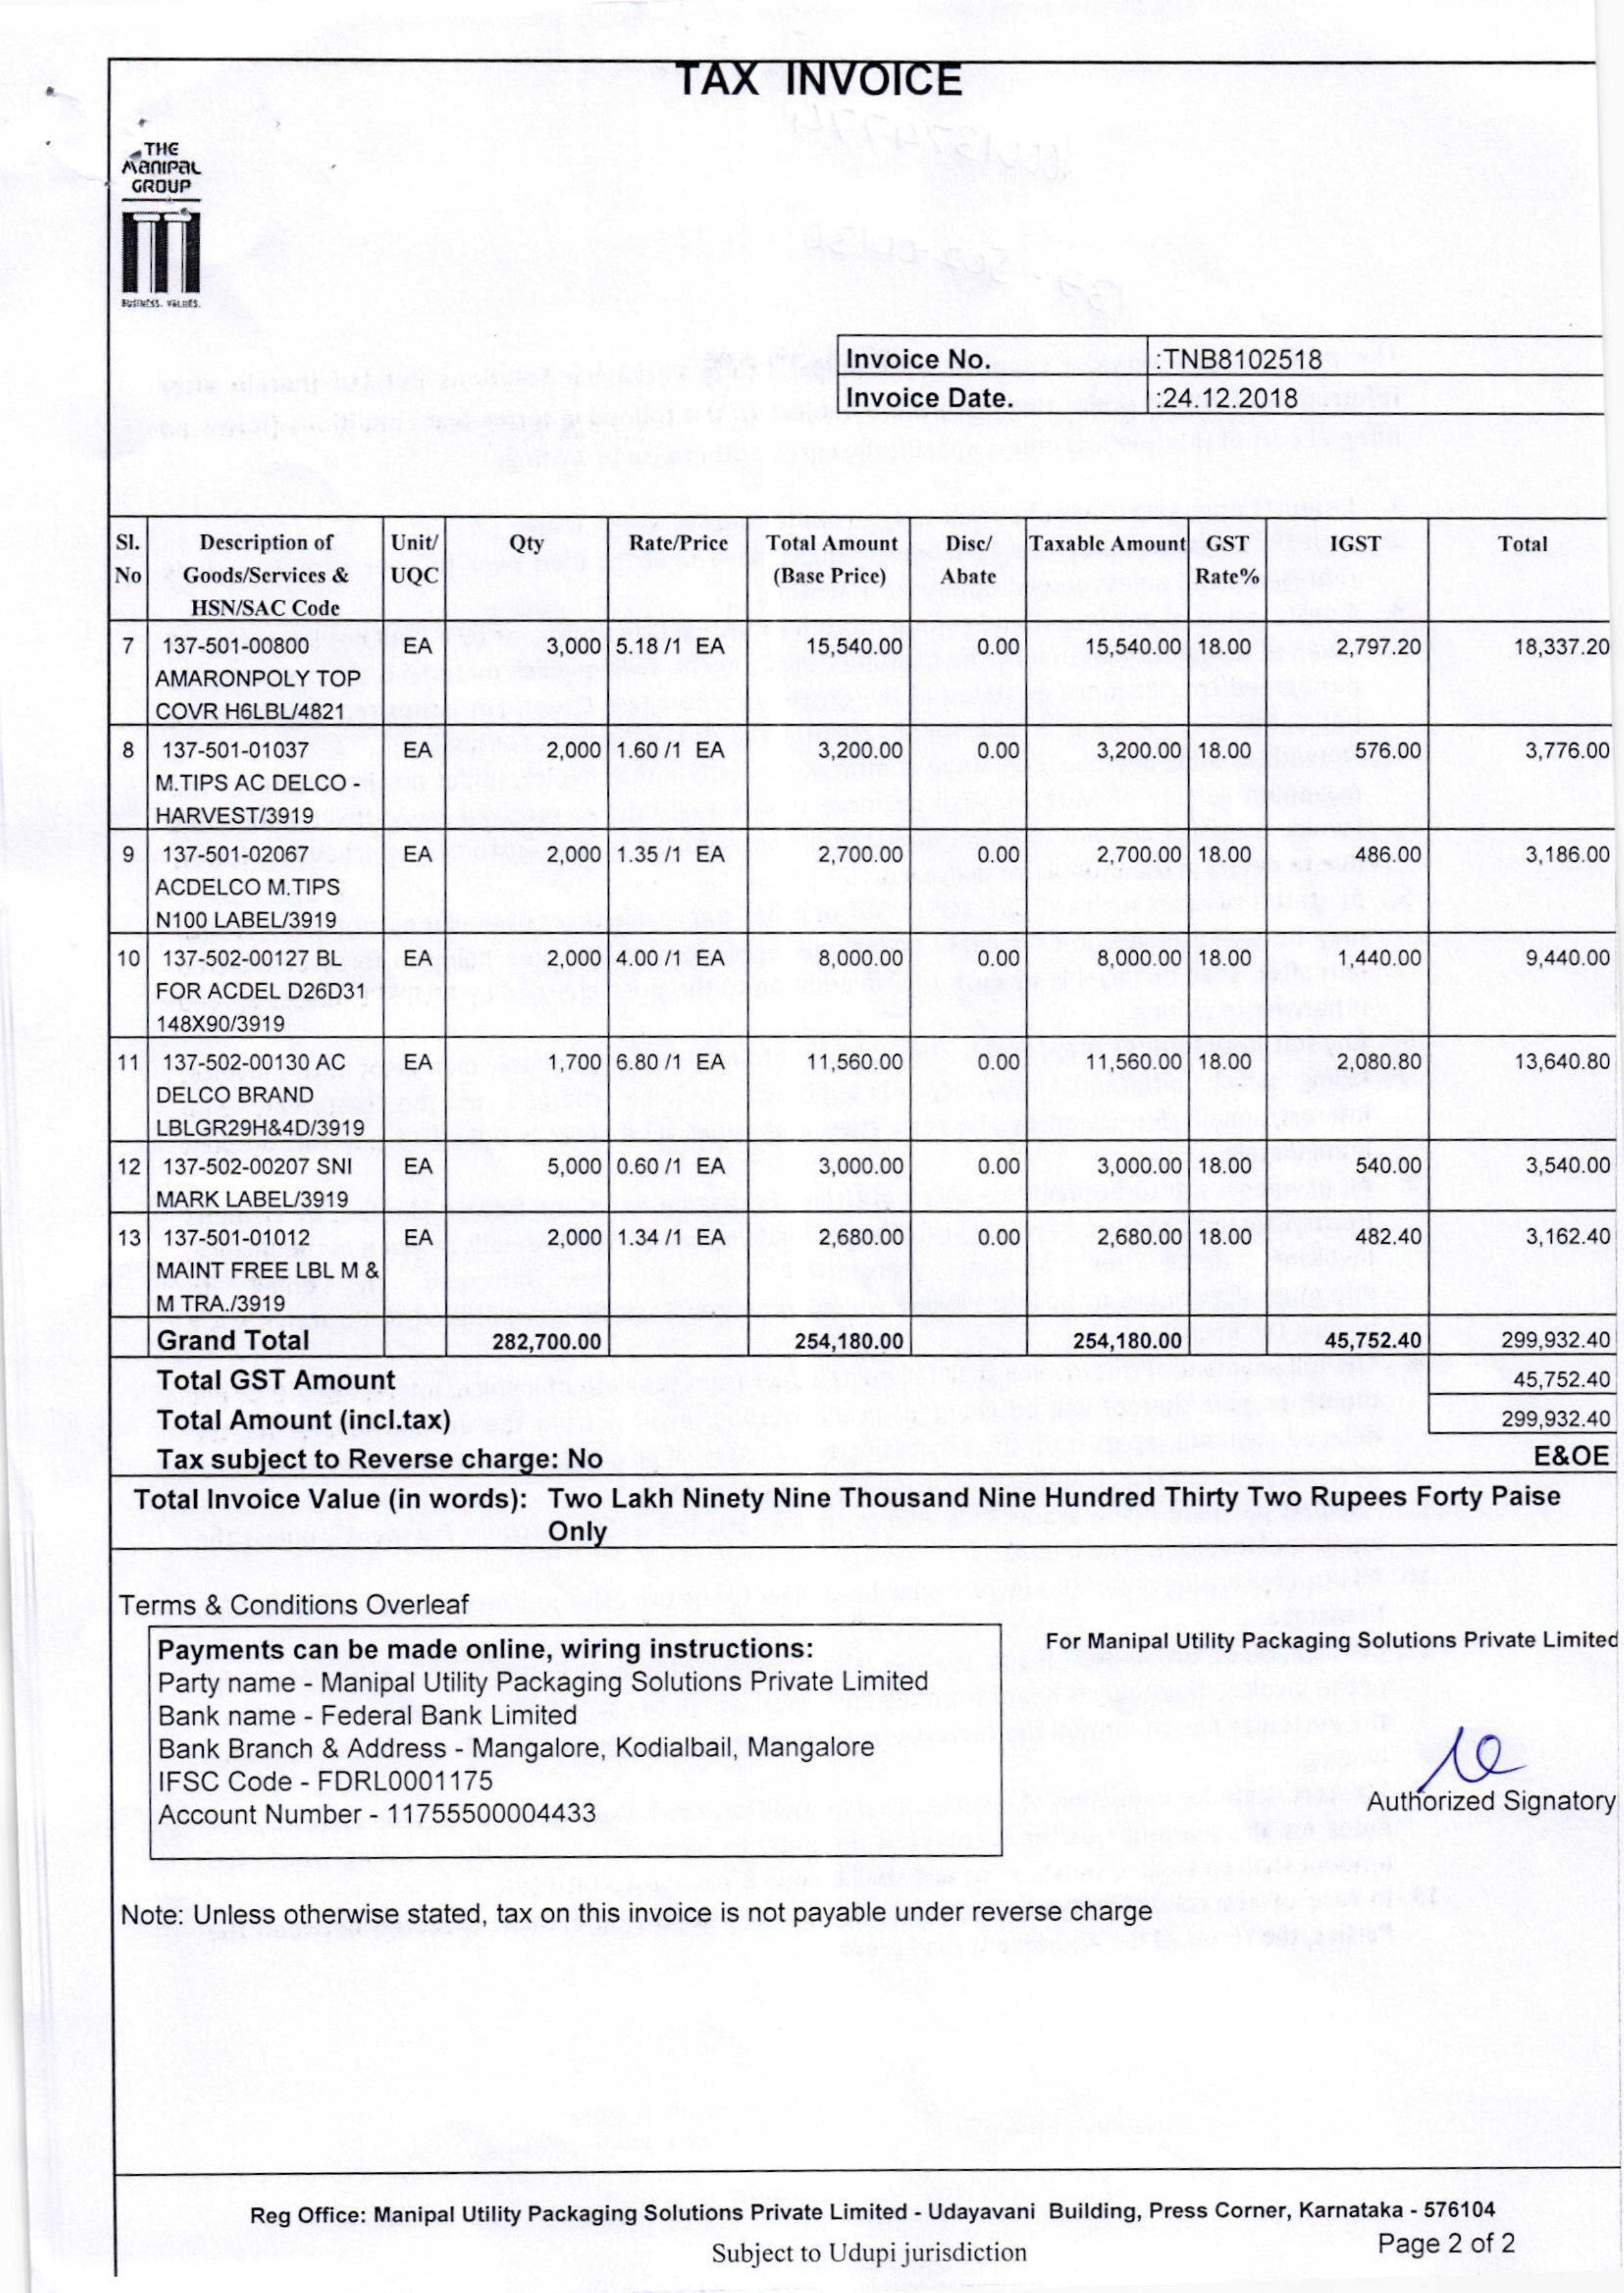 TAX INVOICE
THE
MANIPAL
GROUP
BUSINESS. VALUES.
Invoice No. :TNB8102518
Invoice Date. :24.12.2018
Sl. No Description of Goods/Services & HSN/SAC Code Unit/ UQC Qty Rate/Price Total Amount (Base Price) Disc/ Abate Taxable Amount GST Rate% IGST Total
7 137-501-00800 EA 3,000 5.18 /1 EA 15,540.00 0.00 15,540.00 18.00 2,797.20 18,337.20
AMARONPOLY TOP
COVR H6LBL/4821
8 137-501-01037 EA 2,000 1.60 /1 EA 3,200.00 0.00 3,200.00 18.00 576.00 3,776.00
M.TIPS AC DELCO -
HARVEST/3919
9 137-501-02067 EA 2,000 1.35 /1 EA 2,700.00 0.00 2,700.00 18.00 486.00 3,186.00
ACDELCO M.TIPS
N100 LABEL/3919
10 137-502-00127 BL EA 2,000 4.00 /1 EA 8,000.00 0.00 8,000.00 18.00 1,440.00 9,440.00
FOR ACDEL D26D31
148X90/3919
11 137-502-00130 AC EA 1,700 6.80 /1 EA 11,560.00 0.00 11,560.00 18.00 2,080.80 13,640.80
DELCO BRAND
LBLGR29H&4D/3919
12 137-502-00207 SNI EA 5,000 0.60 /1 EA 3,000.00 0.00 3,000.00 18.00 540.00 3,540.00
MARK LABEL/3919
13 137-501-01012 EA 2,000 1.34 /1 EA 2,680.00 0.00 2,680.00 18.00 482.40 3,162.40
MAINT FREE LBL M &
M TRA./3919
Grand Total 282,700.00 254,180.00 254,180.00 45,752.40 299,932.40
Total GST Amount 45,752.40
Total Amount (incl.tax) 299,932.40
Tax subject to Reverse charge: No E&OE
Total Invoice Value (in words): Two Lakh Ninety Nine Thousand Nine Hundred Thirty Two Rupees Forty Paise
Only
Terms & Conditions Overleaf
Payments can be made online, wiring instructions:
Party name - Manipal Utility Packaging Solutions Private Limited
Bank name - Federal Bank Limited
Bank Branch & Address - Mangalore, Kodialbail, Mangalore
IFSC Code - FDRL0001175
Account Number - 11755500004433
For Manipal Utility Packaging Solutions Private Limited
Authorized Signatory
Note: Unless otherwise stated, tax on this invoice is not payable under reverse charge
Reg Office: Manipal Utility Packaging Solutions Private Limited - Udayavani Building, Press Corner, Karnataka - 576104
Subject to Udupi jurisdiction
Page 2 of 2